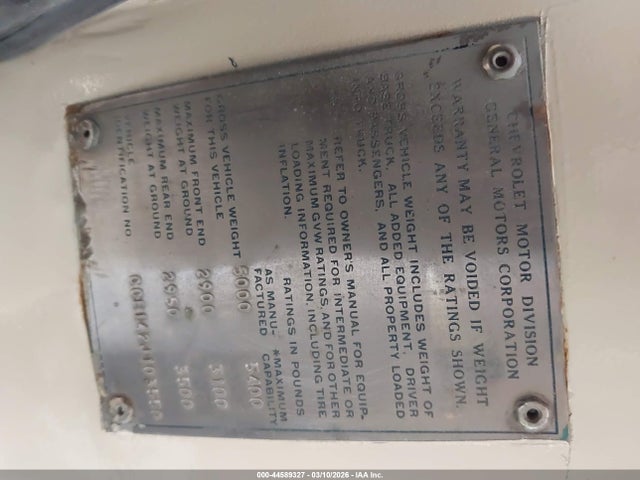 CHEVROLET MOTOR DIVISION
GENERAL MOTORS CORPORATION
WARRANTY MAY BE VOIDED IF WEIGHT
EXCEEDS ANY OF THE RATINGS SHOWN.
GROSS VEHICLE WEIGHT INCLUDES WEIGHT OF
BASE TRUCK, ALL ADDED EQUIPMENT, DRIVER
AND PASSENGERS, AND ALL PROPERTY LOADED
INTO TRUCK.
REFER TO OWNER'S MANUAL FOR EQUIP-
MENT REQUIRED FOR INTERMEDIATE OR
MAXIMUM GVW RATINGS, AND FOR OTHER
LOADING INFORMATION, INCLUDING TIRE
INFLATION.
RATINGS IN POUNDS
AS MANU-
FACTURED
*MAXIMUM
CAPABILITY
GROSS VEHICLE WEIGHT
FOR THIS VEHICLE 5000 5400
MAXIMUM FRONT END
WEIGHT AT GROUND 2900 3100
MAXIMUM REAR END
WEIGHT AT GROUND 2950 3500
VEHICLE
IDENTIFICATION NO.
000-44589327 - 03/10/2026 - IAA Inc.